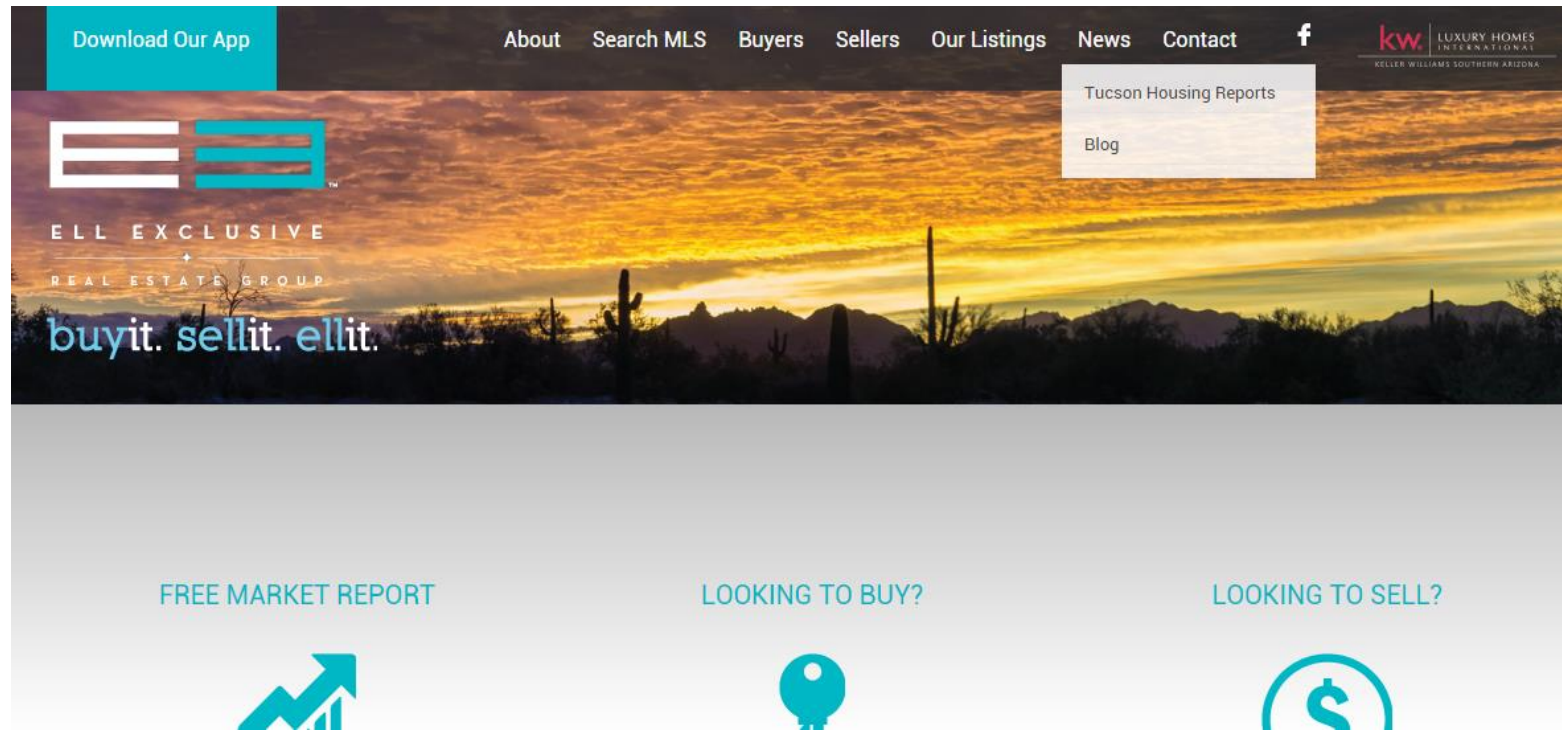 Download Our App
About Search MLS Buyers Sellers Our Listings News Contact f
kw. LUXURY HOMES
INTERNATIONAL
KELLER WILLIAMS SOUTHERN ARIZONA
Tucson Housing Reports
Blog
EE TM
ELL EXCLUSIVE
REAL ESTATE GROUP
buyit. sellit. ellit.
FREE MARKET REPORT LOOKING TO BUY? LOOKING TO SELL?
$